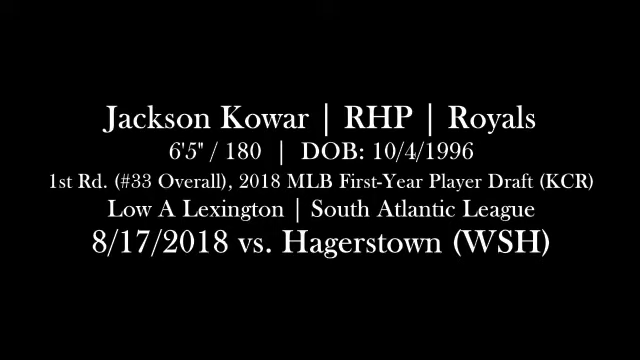 Jackson Kowar | RHP | Royals
6'5" / 180 | DOB: 10/4/1996
1st Rd. (#33 Overall), 2018 MLB First-Year Player Draft (KCR)
Low A Lexington | South Atlantic League
8/17/2018 vs. Hagerstown (WSH)